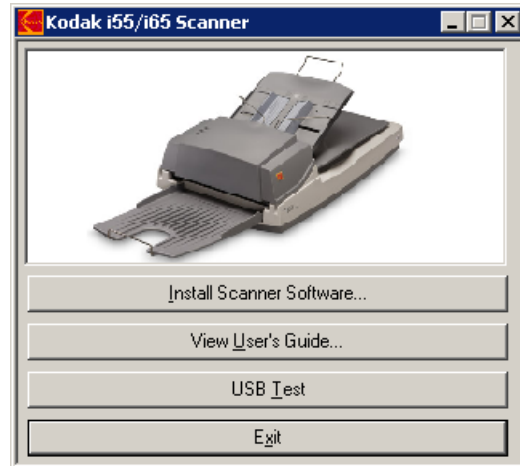 Kodak i55/i65 Scanner
Install Scanner Software...
View User's Guide...
USB Test
Exit